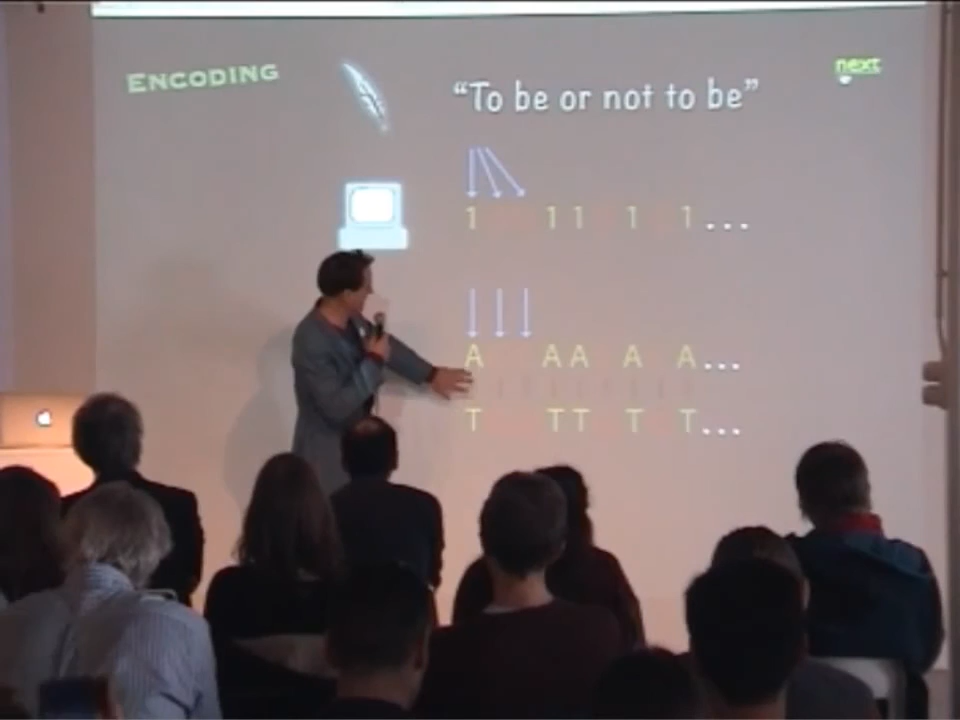 ENCODING
"To be or not to be"
next
1 11 1 1...
A AA A A...
T TT T T...